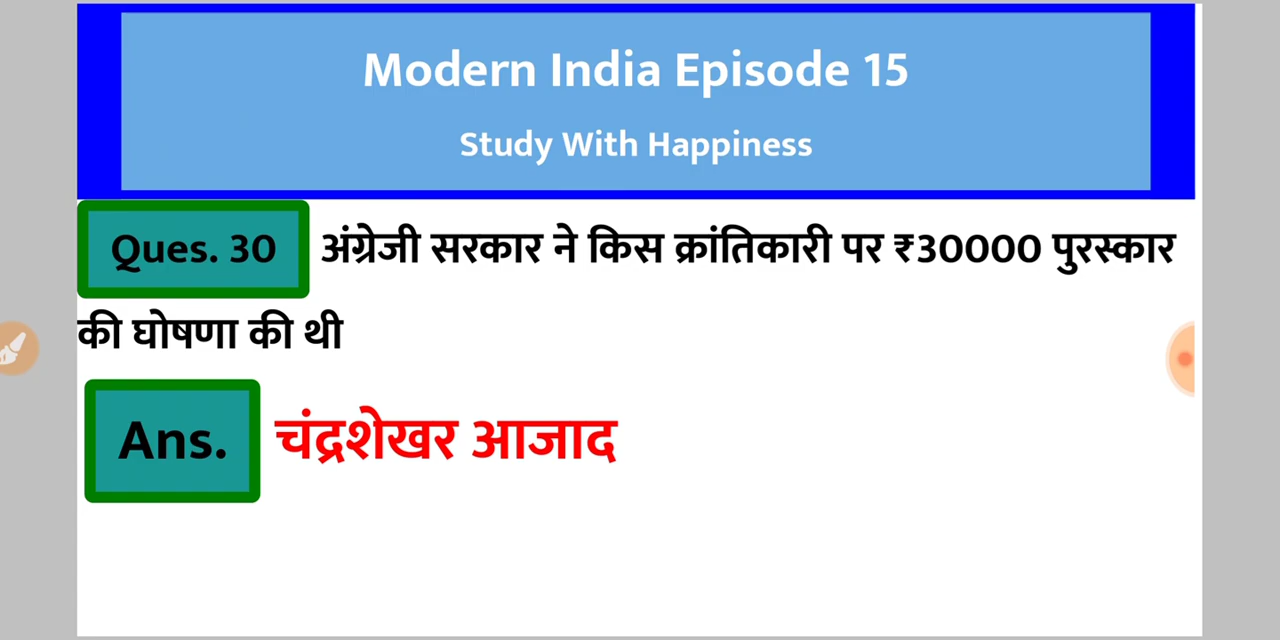 Modern India Episode 15
Study With Happiness
Ques. 30 अंग्रेजी सरकार ने किस क्रांतिकारी पर ₹30000 पुरस्कार
की घोषणा की थी
Ans. चंद्रशेखर आजाद